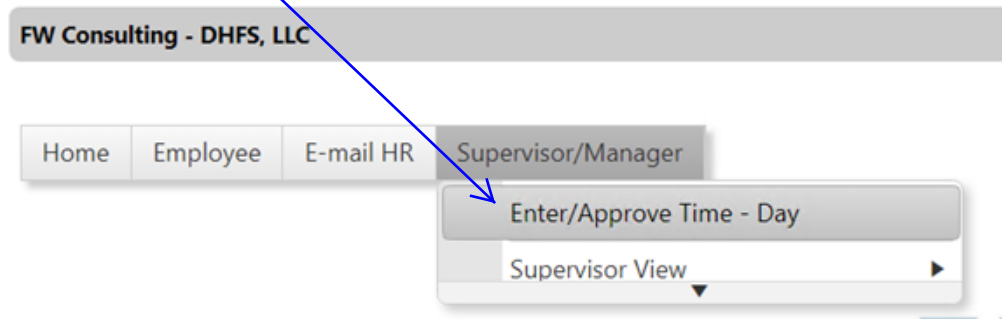 FW Consulting - DHFS, LLC
Home Employee E-mail HR Supervisor/Manager
Enter/Approve Time - Day
Supervisor View